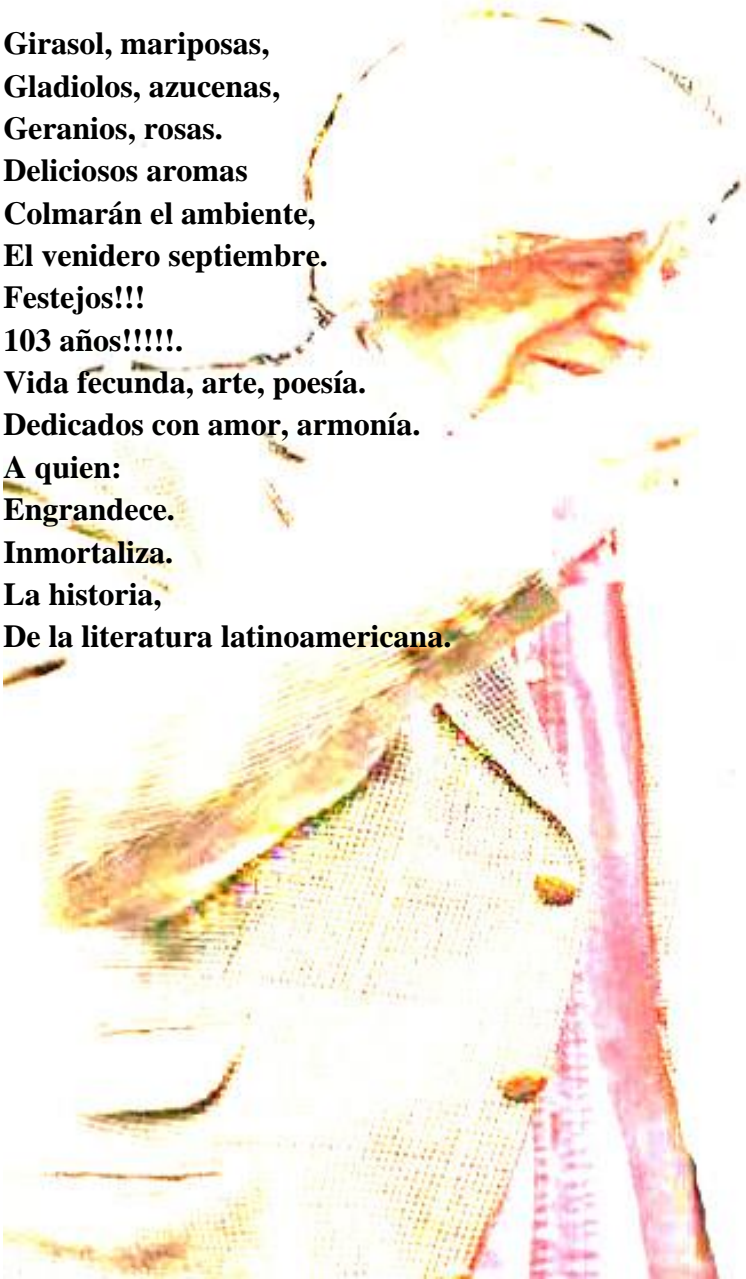 Girasol, mariposas,
Gladiolos, azucenas,
Geranios, rosas.
Deliciosos aromas
Colmarán el ambiente,
El venidero septiembre.
Festejos!!!
103 años!!!!!.
Vida fecunda, arte, poesía.
Dedicados con amor, armonía.
A quien:
Engrandece.
Inmortaliza.
La historia,
De la literatura latinoamericana.